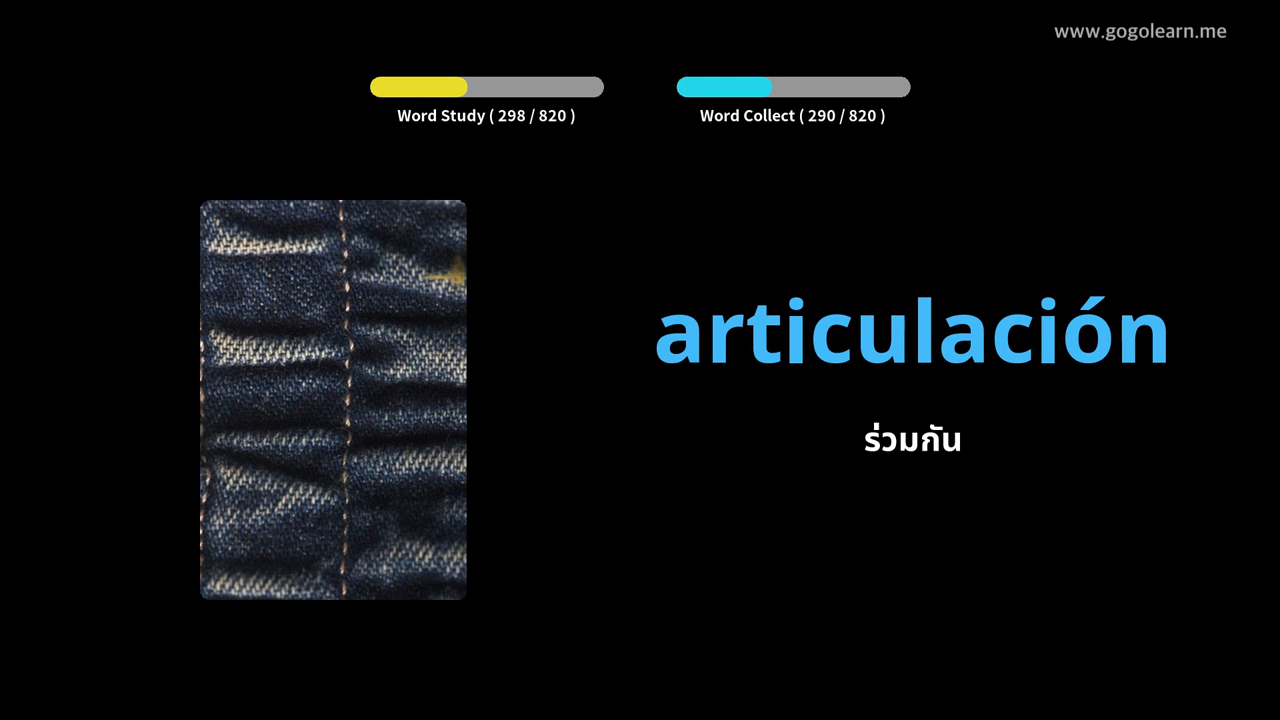 www.gogolearn.me
Word Study ( 298 / 820 )
Word Collect ( 290 / 820 )
articulación
ร่วมกัน